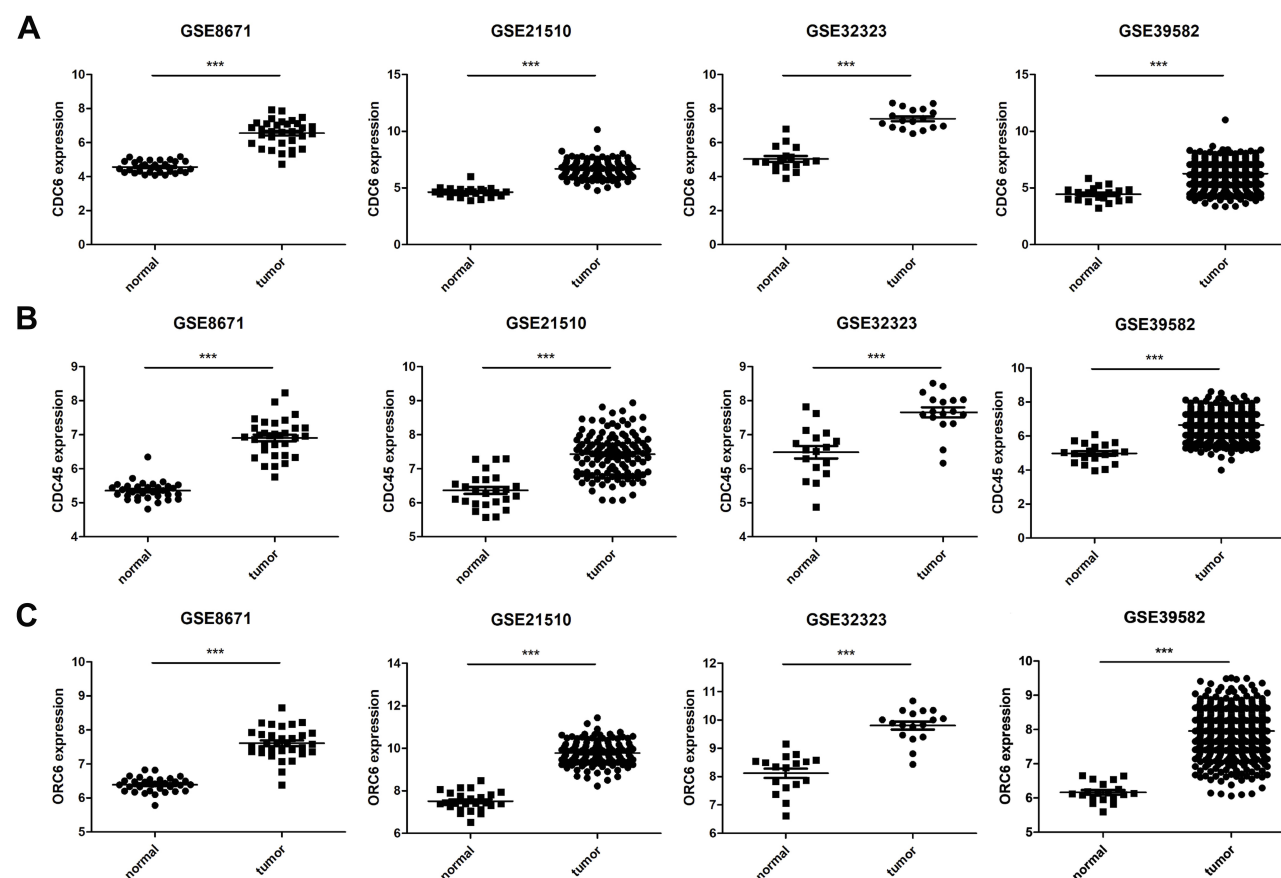 A
GSE8671
GSE21510
GSE32323
GSE39582
***
***
***
***
CDC6 expression
10
8
6
4
2
0
normal
tumor
CDC6 expression
15
10
5
0
normal
tumor
CDC6 expression
10
8
6
4
2
0
normal
tumor
CDC6 expression
15
10
5
0
normal
tumor
B
GSE8671
GSE21510
GSE32323
GSE39582
***
***
***
***
CDC45 expression
9
8
7
6
5
4
normal
tumor
CDC45 expression
9
8
7
6
5
normal
tumor
CDC45 expression
9
8
7
6
5
4
normal
tumor
CDC45 expression
10
8
6
4
2
0
normal
tumor
C
GSE8671
GSE21510
GSE32323
GSE39582
***
***
***
***
ORC6 expression
10
9
8
7
6
5
normal
tumor
ORC6 expression
14
12
10
8
6
normal
tumor
ORC6 expression
12
11
10
9
8
7
6
normal
tumor
ORC6 expression
10
9
8
7
6
5
normal
tumor